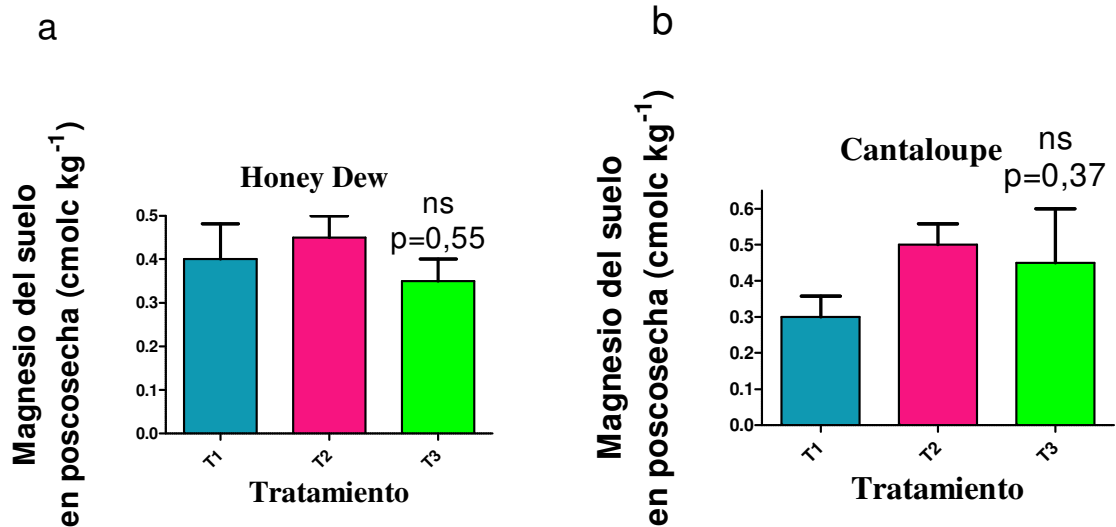 a
Magnesio del suelo
en poscosecha (cmolc kg-1)
Honey Dew
ns
p=0,55
0.5
0.4
0.3
0.2
0.1
0.0
T1
T2
T3
Tratamiento
b
Magnesio del suelo
en poscosecha (cmolc kg-1)
Cantaloupe
ns
p=0,37
0.6
0.5
0.4
0.3
0.2
0.1
0.0
T1
T2
T3
Tratamiento